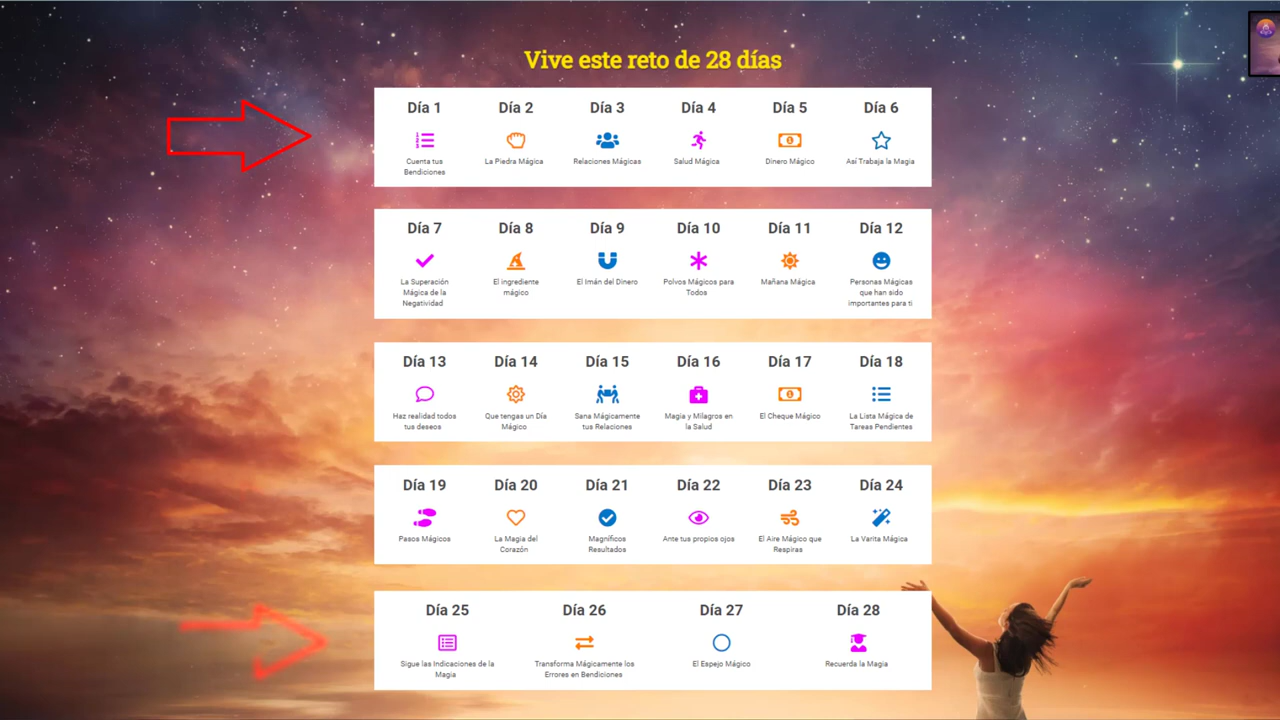 Vive este reto de 28 días
Día 1
Día 2
Día 3
Día 4
Día 5
Día 6
Cuenta tus
Bendiciones
La Piedra Mágica
Relaciones Mágicas
Salud Mágica
Dinero Mágico
Así Trabaja la Magia
Día 7
Día 8
Día 9
Día 10
Día 11
Día 12
La Superación
Mágica de la
Negatividad
El ingrediente
mágico
El Imán del Dinero
Polvos Mágicos para
Todos
Mañana Mágica
Personas Mágicas
que han sido
importantes para ti
Día 13
Día 14
Día 15
Día 16
Día 17
Día 18
Haz realidad todos
tus deseos
Que tengas un Día
Mágico
Sana Mágicamente
tus Relaciones
Magia y Milagros en
la Salud
El Cheque Mágico
La Lista Mágica de
Tareas Pendientes
Día 19
Día 20
Día 21
Día 22
Día 23
Día 24
Pasos Mágicos
La Magia del
Corazón
Magníficos
Resultados
Ante tus propios ojos
El Aire Mágico que
Respiras
La Varita Mágica
Día 25
Día 26
Día 27
Día 28
Sigue las Indicaciones de la
Magia
Transforma Mágicamente los
Errores en Bendiciones
El Espejo Mágico
Recuerda la Magia